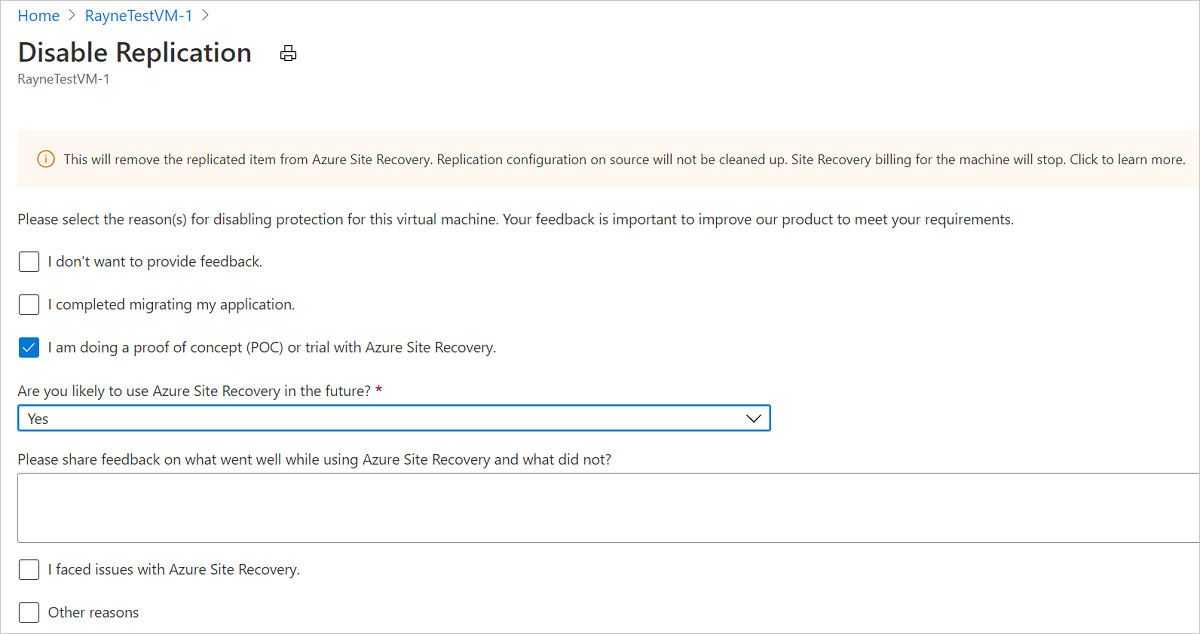 Home > RayneTestVM-1 >
Disable Replication
RayneTestVM-1
This will remove the replicated item from Azure Site Recovery. Replication configuration on source will not be cleaned up. Site Recovery billing for the machine will stop. Click to learn more.
Please select the reason(s) for disabling protection for this virtual machine. Your feedback is important to improve our product to meet your requirements.
I don't want to provide feedback.
I completed migrating my application.
I am doing a proof of concept (POC) or trial with Azure Site Recovery.
Are you likely to use Azure Site Recovery in the future? *
Yes
Please share feedback on what went well while using Azure Site Recovery and what did not?
I faced issues with Azure Site Recovery.
Other reasons